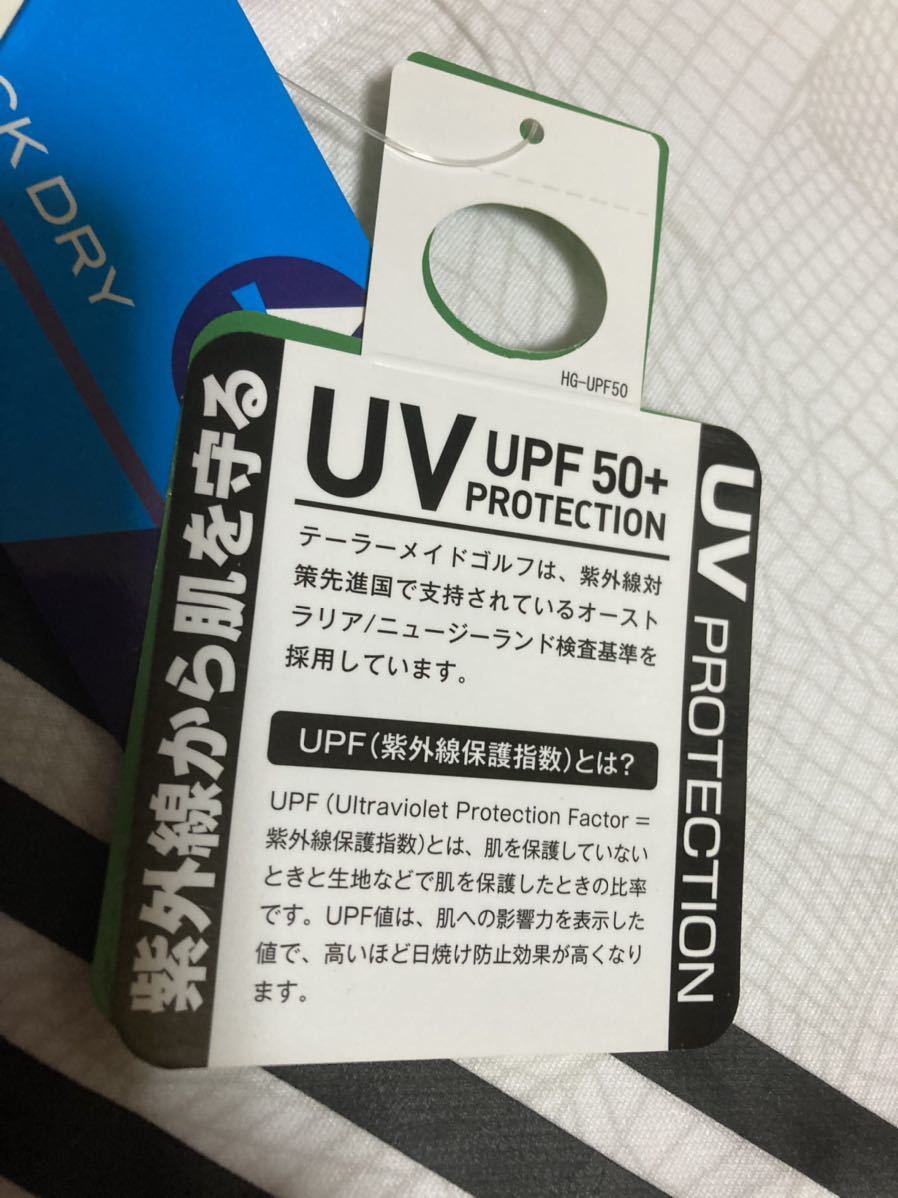 CK DRY
HG-UPF50
紫外線から肌を守る
UV UPF 50+
PROTECTION
テーラーメイドゴルフは、紫外線対
策先進国で支持されているオースト
ラリア/ニュージーランド検査基準を
採用しています。
UPF(紫外線保護指数)とは?
UPF(Ultraviolet Protection Factor=
紫外線保護指数)とは、肌を保護していない
ときと生地などで肌を保護したときの比率
です。UPF値は、肌への影響力を表示した
値で、高いほど日焼け防止効果が高くなり
ます。
UV PROTECTION